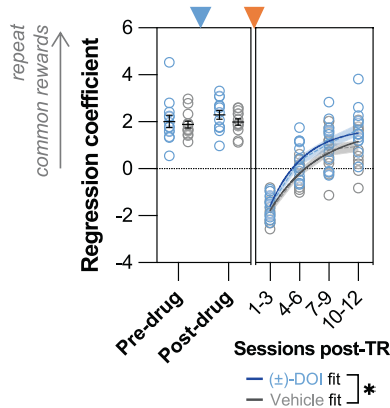 repeat
common rewards
Regression coefficient
6
4
2
0
-2
-4
Pre-drug
Post-drug
1-3
4-6
7-9
10-12
Sessions post-TR
(±)-DOI fit
Vehicle fit
*